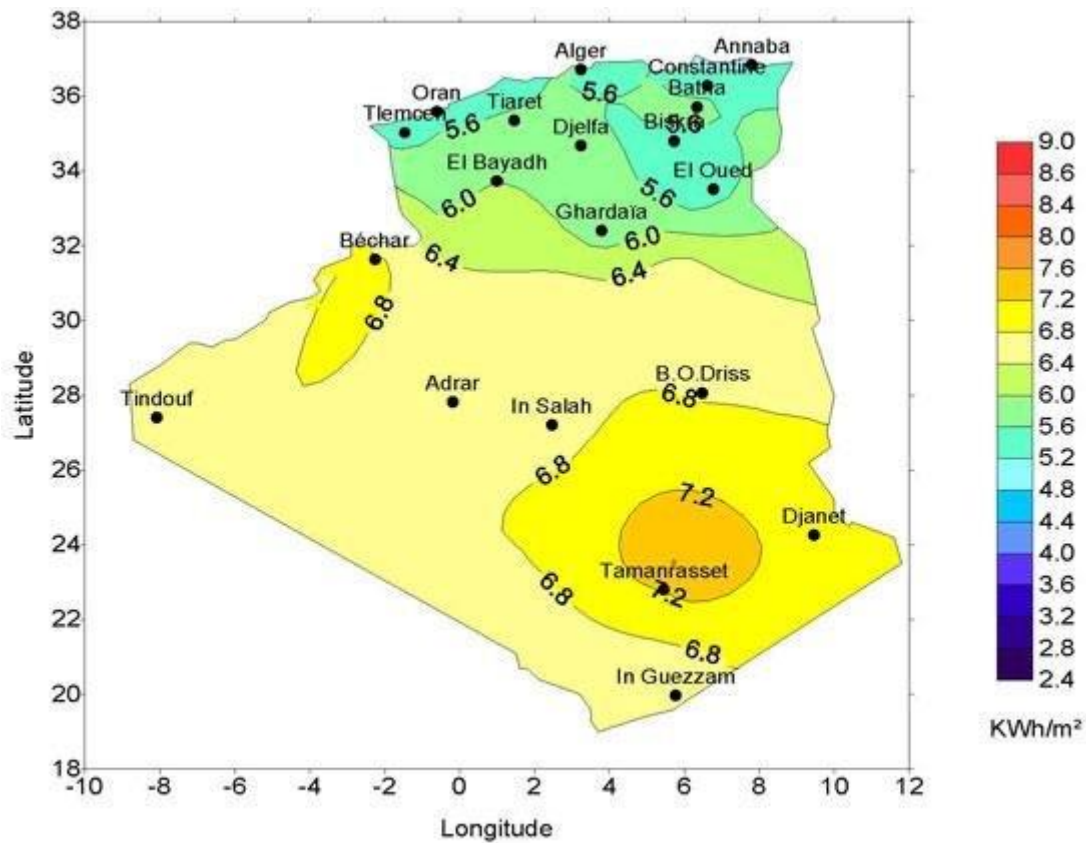 38
36
34
32
30
28
26
24
22
20
18
Latitude
-10 -8 -6 -4 -2 0 2 4 6 8 10 12
Longitude
Annaba
Alger
Constantine
Batna
Oran
5.6
Tiaret
Tlemcen
5.6
Djelfa
Biskra
5.6
El Bayadh
El Oued
5.6
6.0
Ghardaïa
6.0
Béchar
6.4
6.4
6.8
B.O.Driss
6.8
Tindouf
Adrar
In Salah
6.8
7.2
Djanet
Tamanrasset
7.2
6.8
6.8
In Guezzam
9.0
8.6
8.4
8.0
7.6
7.2
6.8
6.4
6.0
5.6
5.2
4.8
4.4
4.0
3.6
3.2
2.8
2.4
KWh/m²